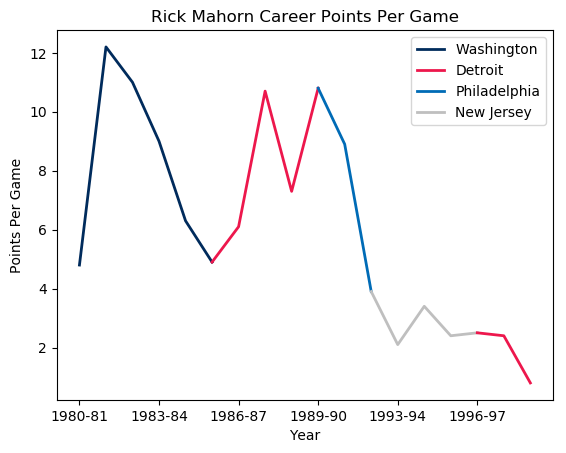 Rick Mahorn Career Points Per Game
Washington
Detroit
Philadelphia
New Jersey
Points Per Game
12
10
8
6
4
2
1980-81 1983-84 1986-87 1989-90 1993-94 1996-97
Year